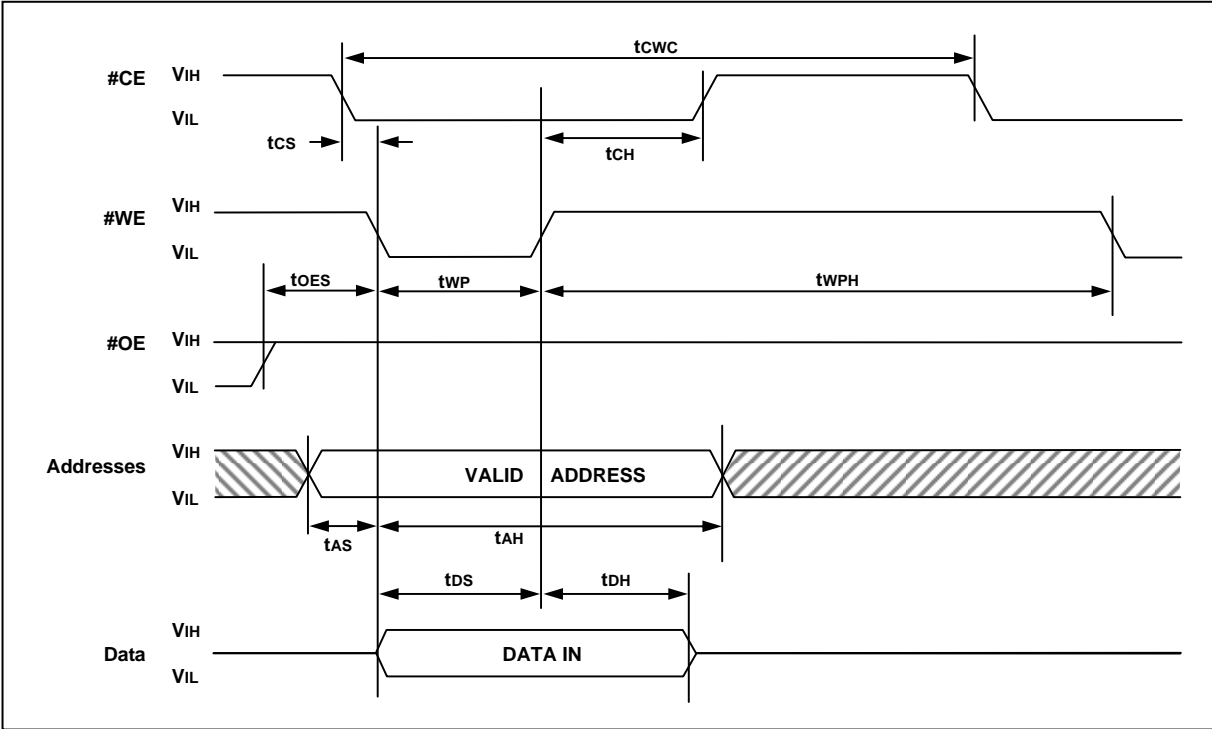 tCWC
#CE VIH
VIL
tCS
tCH
#WE VIH
VIL
tOES tWP tWPH
#OE VIH
VIL
Addresses VIH
VALID ADDRESS
VIL
tAS tAH
tDS tDH
VIH
Data DATA IN
VIL